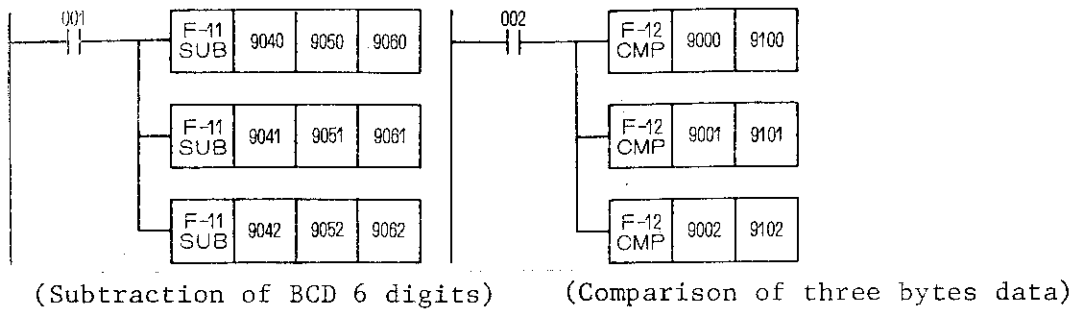 001
F-11 SUB 9040 9050 9060
F-11 SUB 9041 9051 9061
F-11 SUB 9042 9052 9062
(Subtraction of BCD 6 digits)
002
F-12 CMP 9000 9100
F-12 CMP 9001 9101
F-12 CMP 9002 9102
(Comparison of three bytes data)